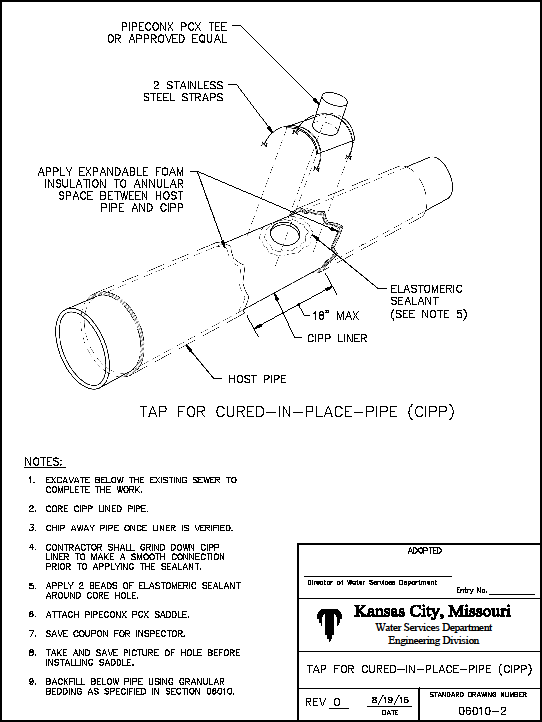 PIPECONX PCX TEE
OR APPROVED EQUAL
2 STAINLESS
STEEL STRAPS
APPLY EXPANDABLE FOAM
INSULATION TO ANNULAR
SPACE BETWEEN HOST
PIPE AND CIPP
ELASTOMERIC
SEALANT
(SEE NOTE 5)
18" MAX
CIPP LINER
HOST PIPE
TAP FOR CURED-IN-PLACE-PIPE (CIPP)
NOTES:
1. EXCAVATE BELOW THE EXISTING SEWER TO
COMPLETE THE WORK.
2. CORE CIPP LINED PIPE.
3. CHIP AWAY PIPE ONCE LINER IS VERIFIED.
4. CONTRACTOR SHALL GRIND DOWN CIPP
LINER TO MAKE A SMOOTH CONNECTION
PRIOR TO APPLYING THE SEALANT.
5. APPLY 2 BEADS OF ELASTOMERIC SEALANT
AROUND CORE HOLE.
6. ATTACH PIPECONX PCX SADDLE.
7. SAVE COUPON FOR INSPECTOR.
8. TAKE AND SAVE PICTURE OF HOLE BEFORE
INSTALLING SADDLE.
9. BACKFILL BELOW PIPE USING GRANULAR
BEDDING AS SPECIFIED IN SECTION 06010.
ADOPTED
Director of Water Services Department
Entry No.
Kansas City, Missouri
Water Services Department
Engineering Division
TAP FOR CURED-IN-PLACE-PIPE (CIPP)
REV 0
8/19/15
DATE
STANDARD DRAWING NUMBER
06010-2